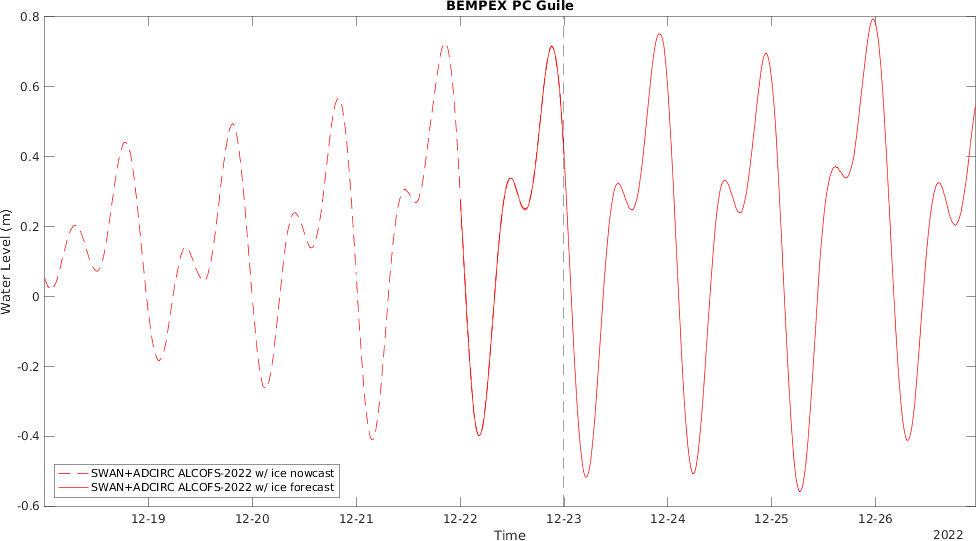 BEMPEX PC Guile
Water Level (m)
0.8
0.6
0.4
0.2
0
-0.2
-0.4
-0.6
SWAN+ADCIRC ALCOFS-2022 w/ ice nowcast
SWAN+ADCIRC ALCOFS-2022 w/ ice forecast
12-19 12-20 12-21 12-22 12-23 12-24 12-25 12-26
Time
2022